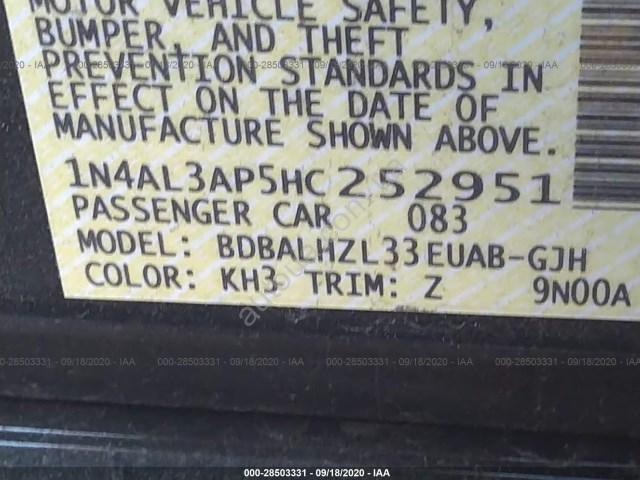 MOTOR VEHICLE SAFETY,
BUMPER, AND THEFT
PREVENTION STANDARDS IN
EFFECT ON THE DATE OF
MANUFACTURE SHOWN ABOVE.
1N4AL3AP5HC252951
PASSENGER CAR 083
MODEL: BDBALHZL33EUAB-GJH
COLOR: KH3 TRIM: Z 9N00A
000-28503331 - 09/18/2020 - IAA